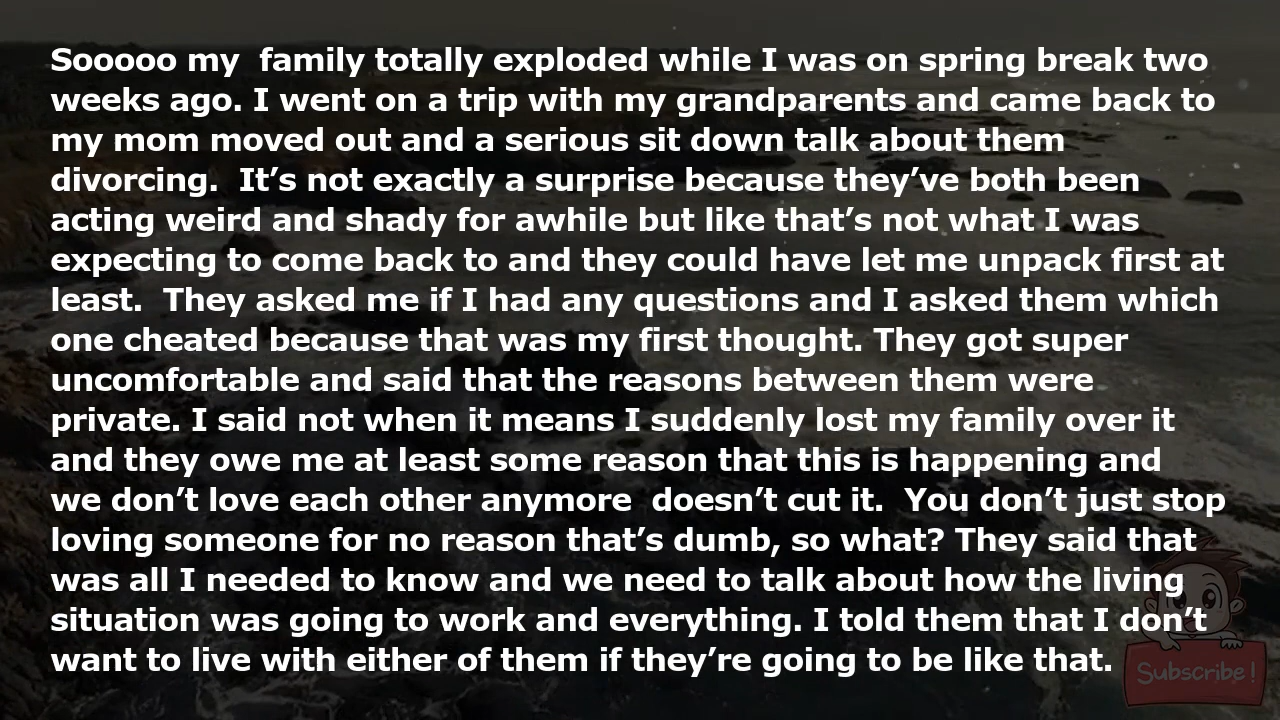 Sooooo my  family totally exploded while I was on spring break two
weeks ago. I went on a trip with my grandparents and came back to
my mom moved out and a serious sit down talk about them
divorcing.  It’s not exactly a surprise because they’ve both been
acting weird and shady for awhile but like that’s not what I was
expecting to come back to and they could have let me unpack first at
least.  They asked me if I had any questions and I asked them which
one cheated because that was my first thought. They got super
uncomfortable and said that the reasons between them were
private. I said not when it means I suddenly lost my family over it
and they owe me at least some reason that this is happening and
we don’t love each other anymore  doesn’t cut it.  You don’t just stop
loving someone for no reason that’s dumb, so what? They said that
was all I needed to know and we need to talk about how the living
situation was going to work and everything. I told them that I don’t
want to live with either of them if they’re going to be like that.
Subscribe!